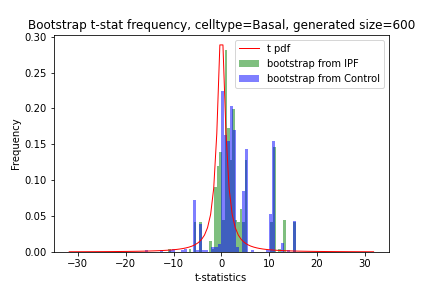 Bootstrap t-stat frequency, celltype=Basal, generated size=600
t pdf
bootstrap from IPF
bootstrap from Control
Frequency
0.30
0.25
0.20
0.15
0.10
0.05
0.00
−30 −20 −10 0 10 20 30
t-statistics